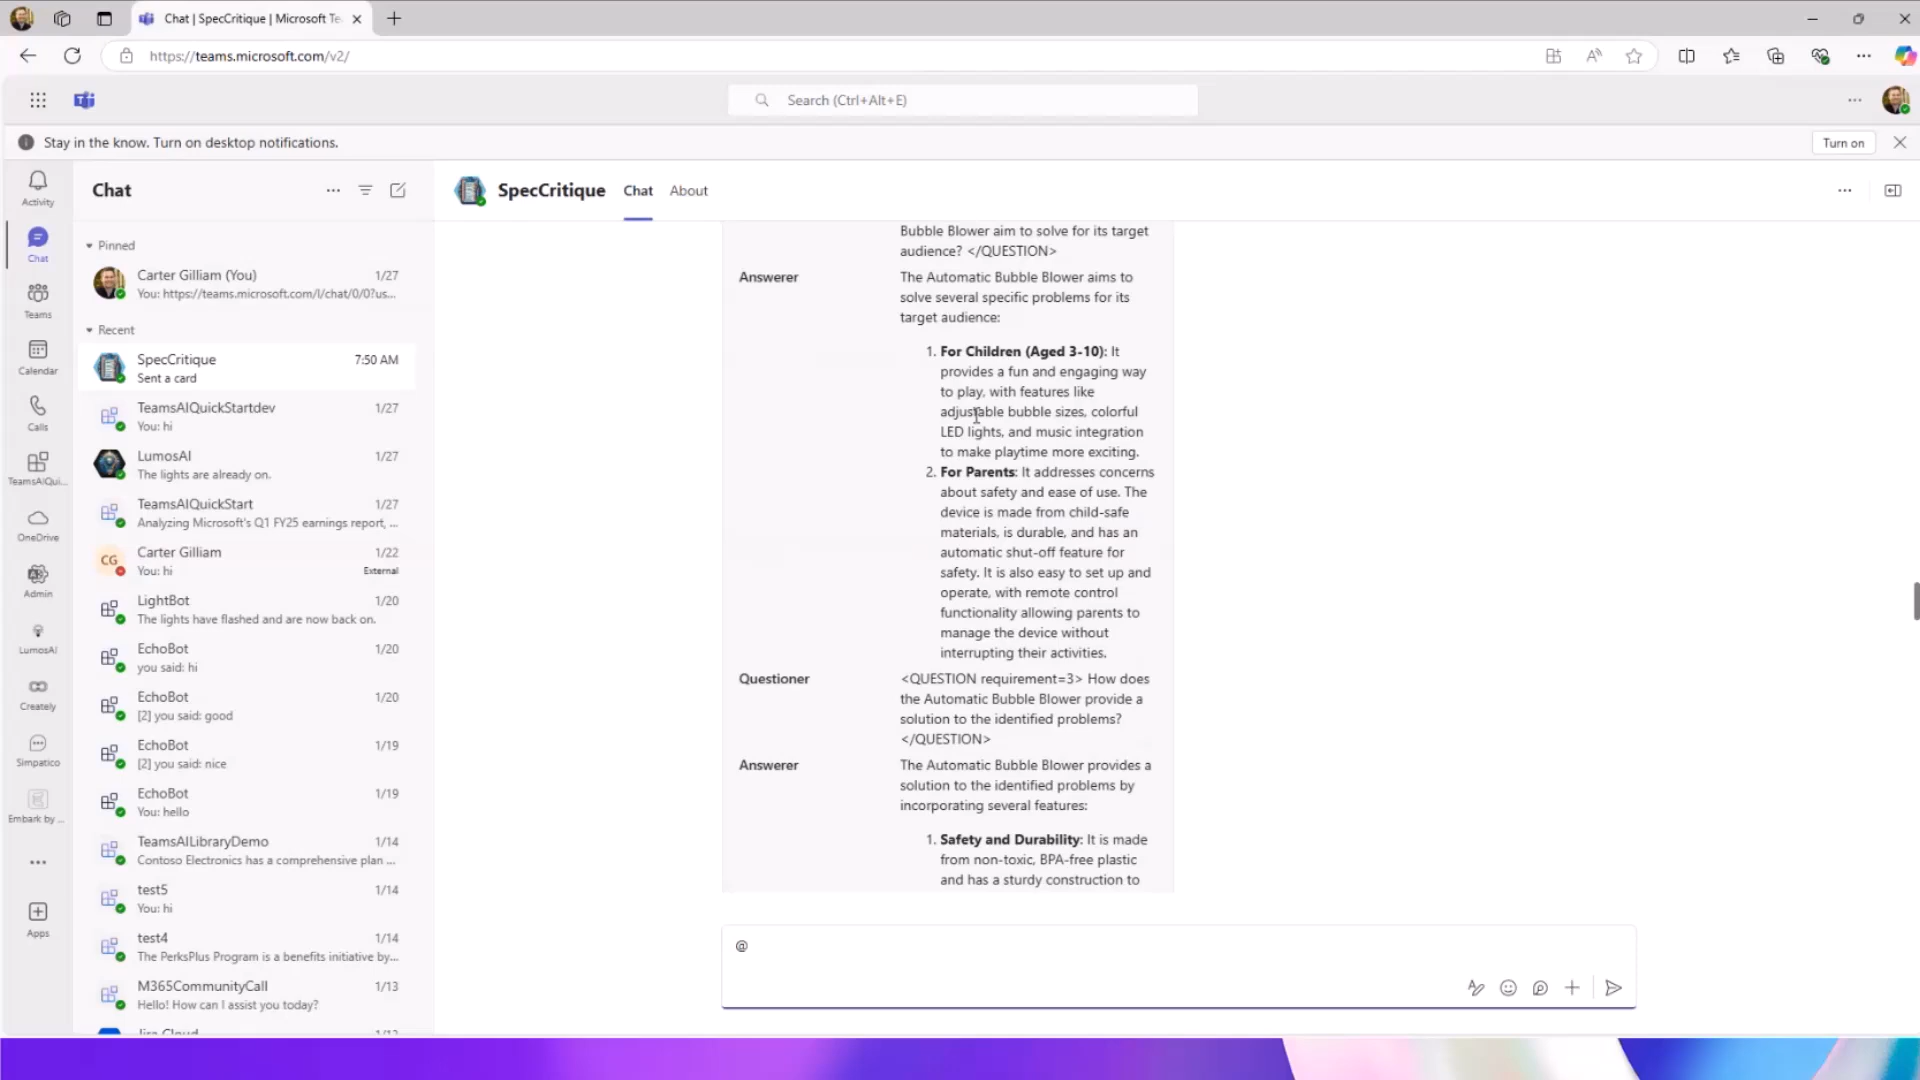 Chat | SpecCritique | Microsoft Te
https://teams.microsoft.com/v2/
Search (Ctrl+Alt+E)
Stay in the know. Turn on desktop notifications.
Turn on
Activity
Chat
Teams
Calendar
Calls
TeamsAIQui...
OneDrive
Admin
LumosAI
Creately
Simpatico
Embark by ...
Apps
Chat
Pinned
Carter Gilliam (You) 1/27
You: https://teams.microsoft.com/l/chat/0/0?us...
Recent
SpecCritique 7:50 AM
Sent a card
TeamsAIQuickStartdev 1/27
You: hi
LumosAI 1/27
The lights are already on.
TeamsAIQuickStart 1/27
Analyzing Microsoft's Q1 FY25 earnings report, ...
CG
Carter Gilliam 1/22
You: hi External
LightBot 1/20
The lights have flashed and are now back on.
EchoBot 1/20
you said: hi
EchoBot 1/20
[2] you said: good
EchoBot 1/19
[2] you said: nice
EchoBot 1/19
You: hello
TeamsAILibraryDemo 1/14
Contoso Electronics has a comprehensive plan ...
test5 1/14
You: hi
test4 1/14
The PerksPlus Program is a benefits initiative by...
M365CommunityCall 1/13
Hello! How can I assist you today?
Jira Cloud 1/13
SpecCritique Chat About
Bubble Blower aim to solve for its target
audience? </QUESTION>
Answerer The Automatic Bubble Blower aims to
solve several specific problems for its
target audience:
1. For Children (Aged 3-10): It
provides a fun and engaging way
to play, with features like
adjustable bubble sizes, colorful
LED lights, and music integration
to make playtime more exciting.
2. For Parents: It addresses concerns
about safety and ease of use. The
device is made from child-safe
materials, is durable, and has an
automatic shut-off feature for
safety. It is also easy to set up and
operate, with remote control
functionality allowing parents to
manage the device without
interrupting their activities.
Questioner <QUESTION requirement=3> How does
the Automatic Bubble Blower provide a
solution to the identified problems?
</QUESTION>
Answerer The Automatic Bubble Blower provides a
solution to the identified problems by
incorporating several features:
1. Safety and Durability: It is made
from non-toxic, BPA-free plastic
and has a sturdy construction to
@